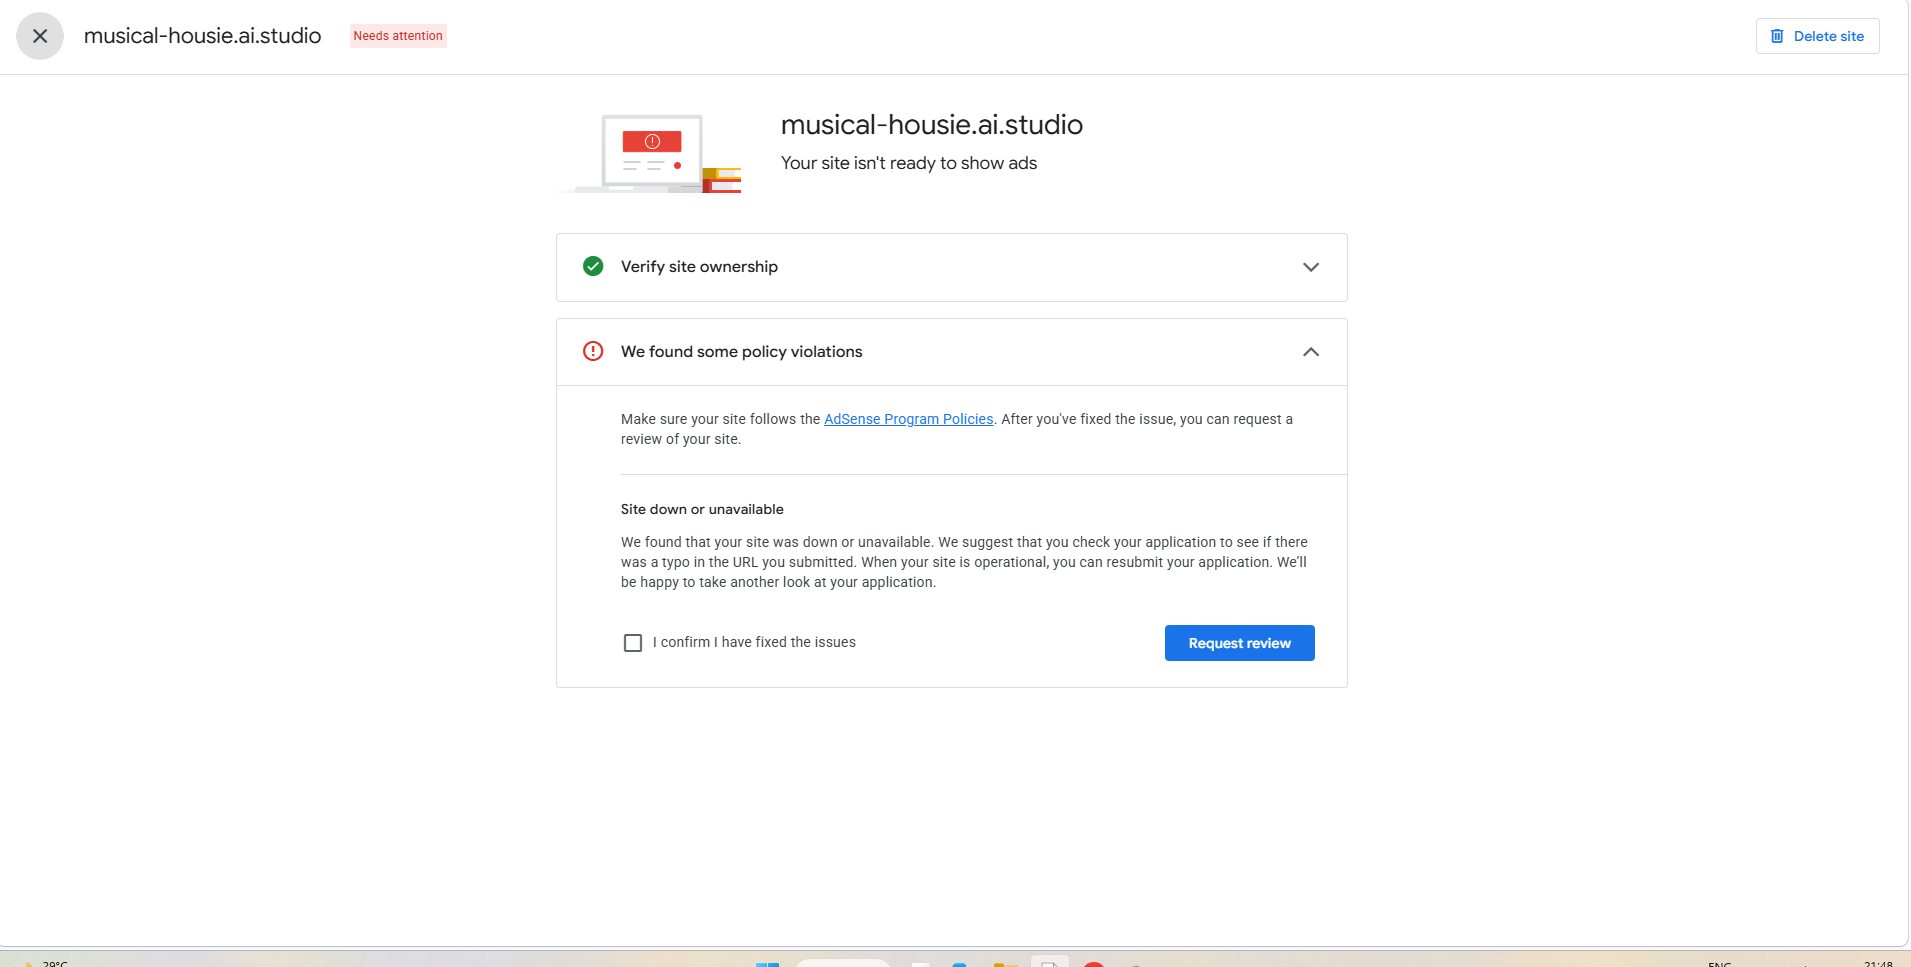 musical-housie.ai.studio
Needs attention
Delete site
musical-housie.ai.studio
Your site isn't ready to show ads
Verify site ownership
We found some policy violations
Make sure your site follows the AdSense Program Policies. After you've fixed the issue, you can request a
review of your site.
Site down or unavailable
We found that your site was down or unavailable. We suggest that you check your application to see if there
was a typo in the URL you submitted. When your site is operational, you can resubmit your application. We’ll
be happy to take another look at your application.
I confirm I have fixed the issues
Request review
29°C
ENG
21:48